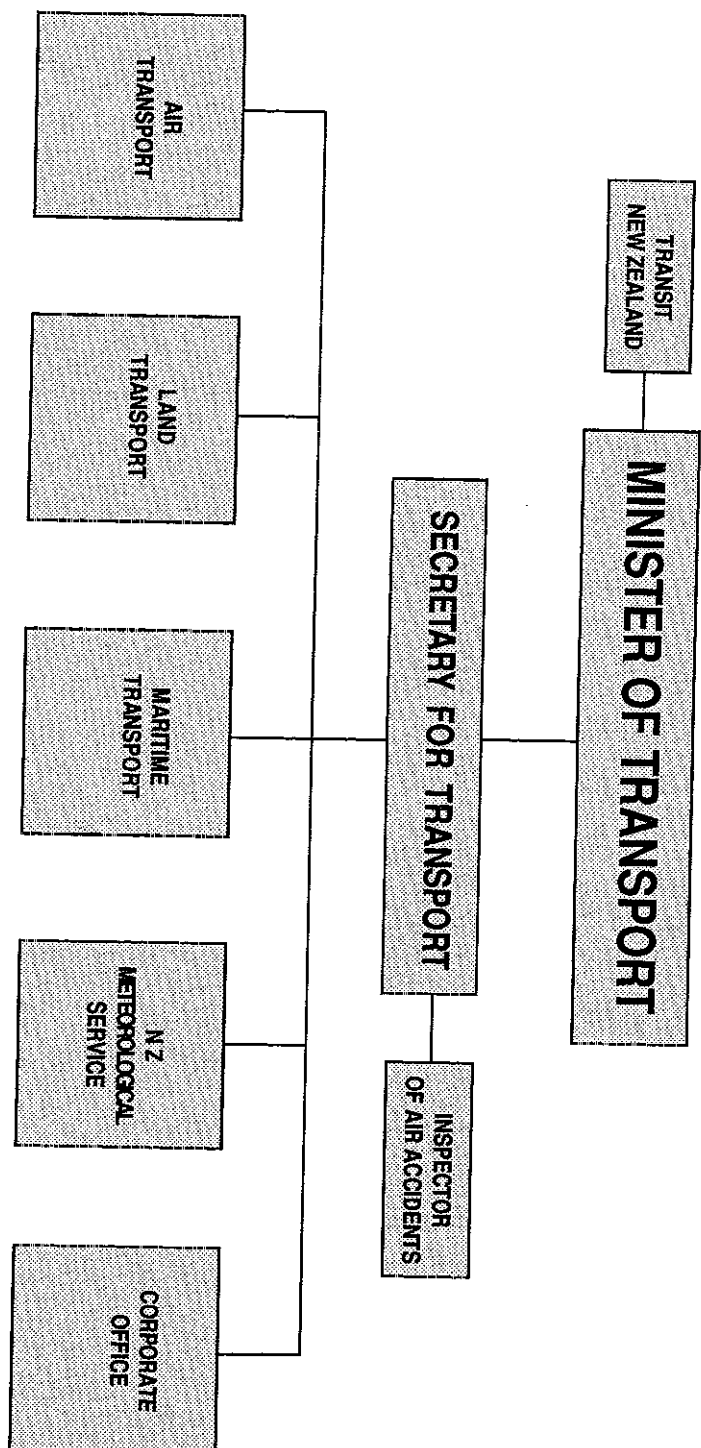 MINISTER OF TRANSPORT
TRANSIT
NEW ZEALAND
SECRETARY FOR TRANSPORT
INSPECTOR
OF AIR ACCIDENTS
AIR
TRANSPORT
LAND
TRANSPORT
MARITIME
TRANSPORT
N Z
METEOROLOGICAL
SERVICE
CORPORATE
OFFICE